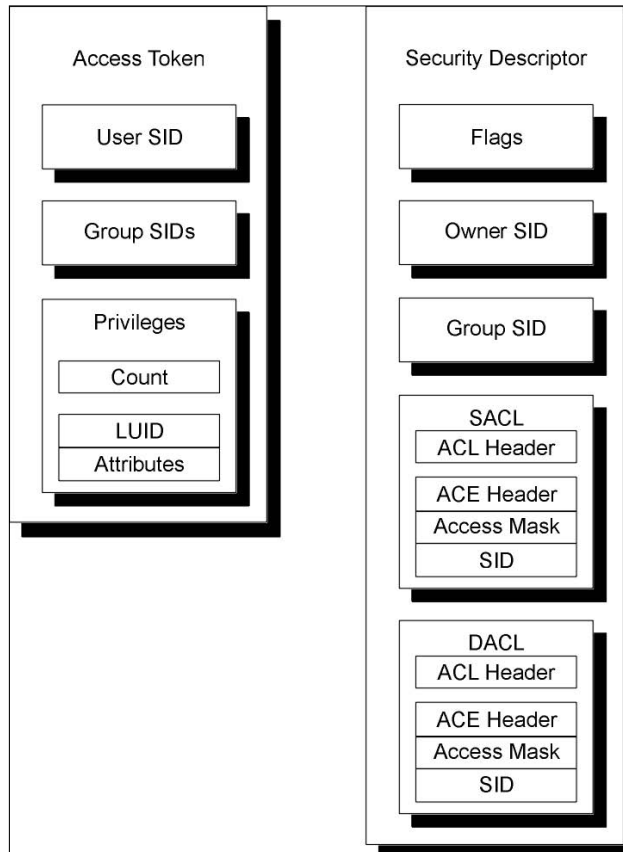 Access Token
User SID
Group SIDs
Privileges
Count
LUID
Attributes
Security Descriptor
Flags
Owner SID
Group SID
SACL
ACL Header
ACE Header
Access Mask
SID
DACL
ACL Header
ACE Header
Access Mask
SID